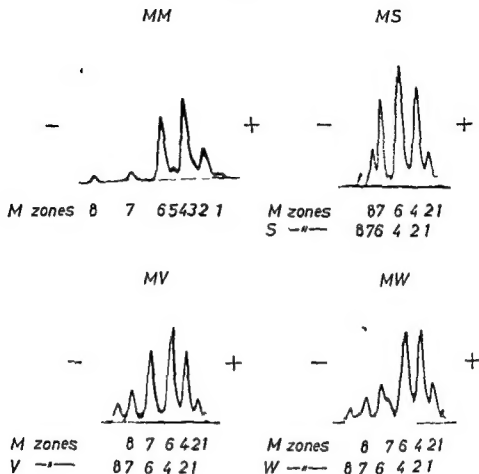 MM
MS
− + − +
M zones 8 7 6 5 4 3 2 1
M zones 8 7 6 4 2 1
S —〃— 8 7 6 4 2 1
MV
MW
− + − +
M zones 8 7 6 4 2 1
V —〃— 8 7 6 4 2 1
M zones 8 7 6 4 2 1
W —〃— 8 7 6 4 2 1